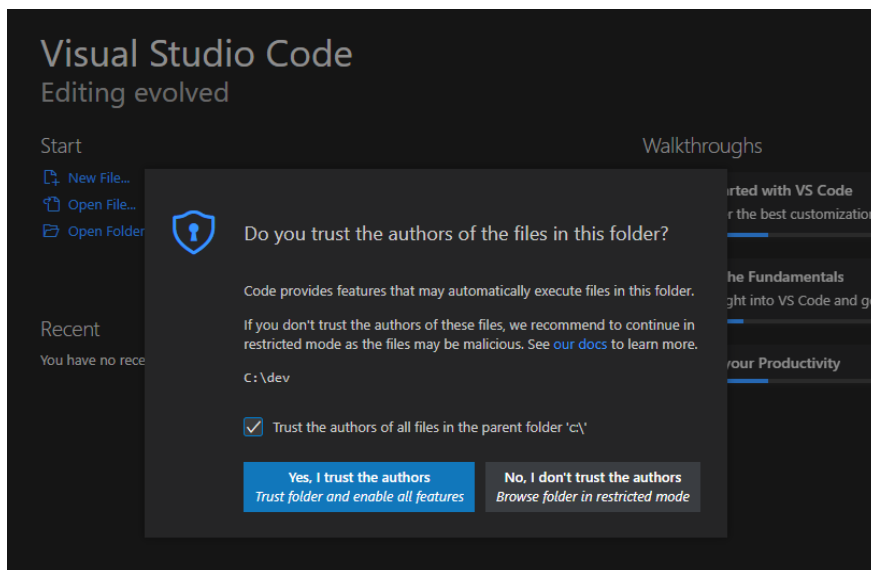 Visual Studio Code
Editing evolved
Start
New File...
Open File...
Open Folder
Recent
You have no rece
Walkthroughs
rted with VS Code
r the best customization
he Fundamentals
ght into VS Code and g
your Productivity
Do you trust the authors of the files in this folder?
Code provides features that may automatically execute files in this folder.
If you don't trust the authors of these files, we recommend to continue in
restricted mode as the files may be malicious. See our docs to learn more.
C:\dev
Trust the authors of all files in the parent folder 'c:\'
Yes, I trust the authors
Trust folder and enable all features
No, I don't trust the authors
Browse folder in restricted mode